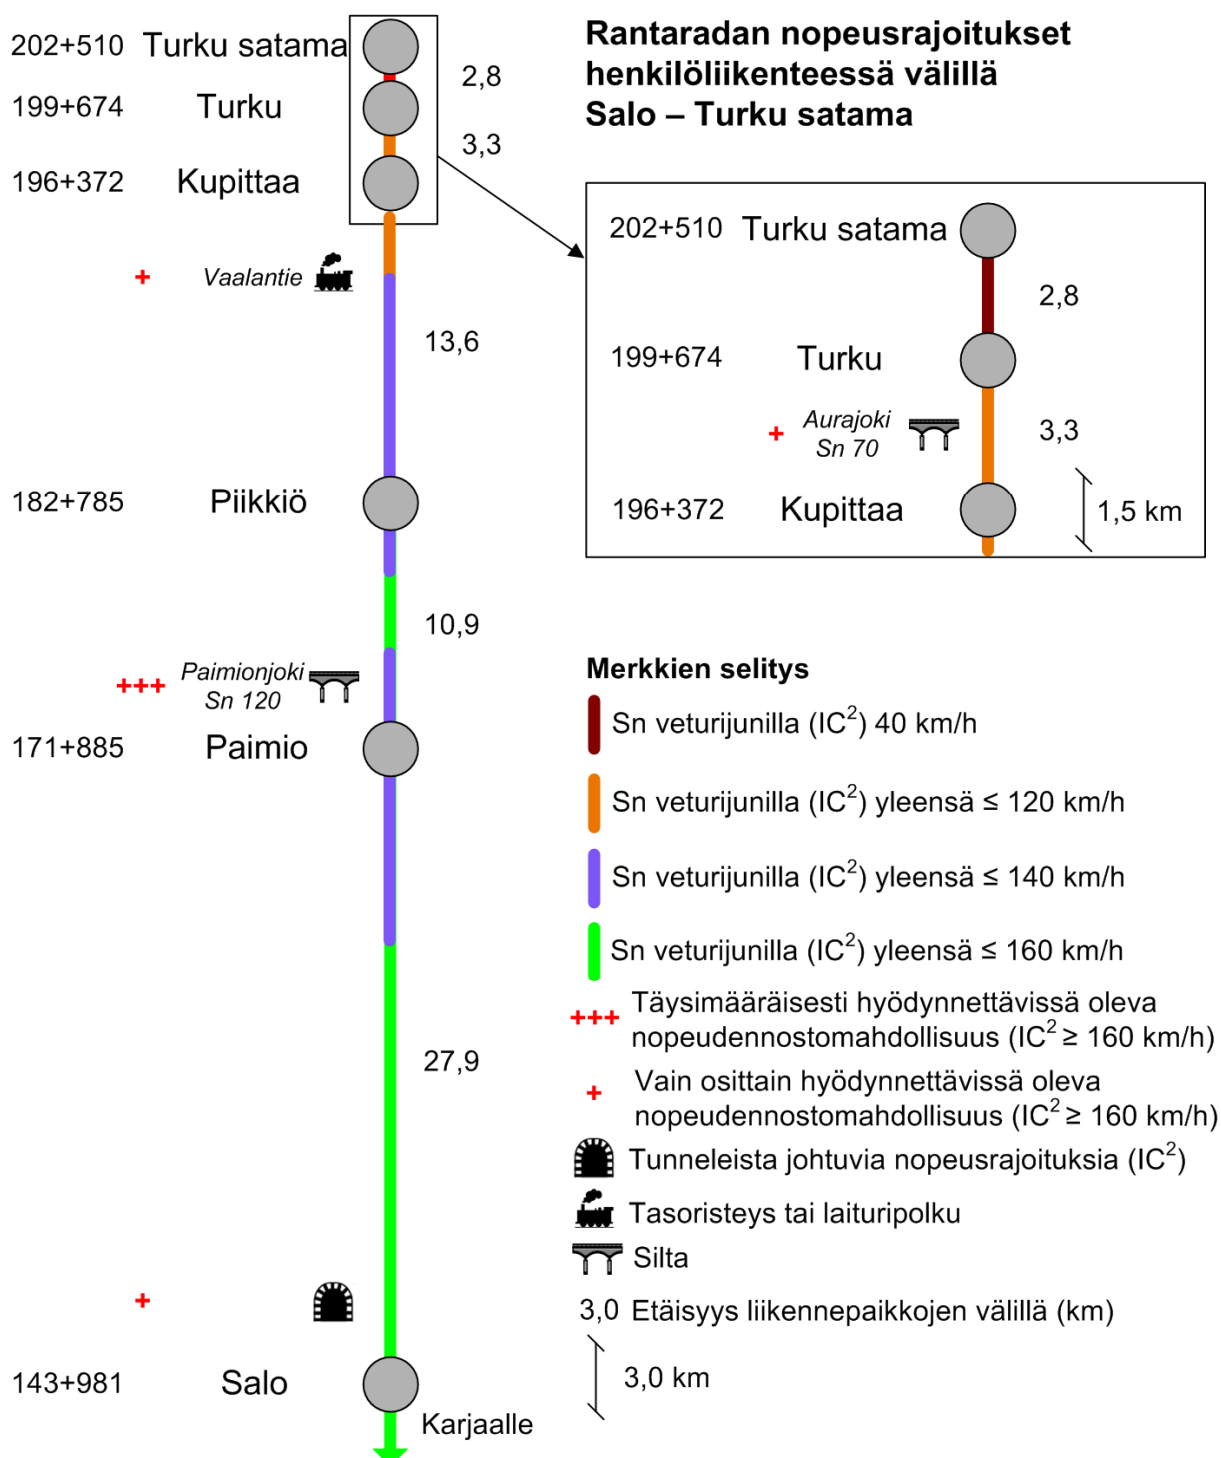 Rantaradan nopeusrajoitukset
henkilöliikenteessä välillä
Salo – Turku satama
202+510 Turku satama
2,8
199+674 Turku
3,3
196+372 Kupittaa
+ Vaalantie
13,6
182+785 Piikkiö
10,9
+++ Paimionjoki
Sn 120
171+885 Paimio
27,9
+
143+981 Salo
Karjaalle
202+510 Turku satama
2,8
199+674 Turku
+ Aurajoki
Sn 70
3,3
196+372 Kupittaa
1,5 km
Merkkien selitys
Sn veturijunilla (IC²) 40 km/h
Sn veturijunilla (IC²) yleensä ≤ 120 km/h
Sn veturijunilla (IC²) yleensä ≤ 140 km/h
Sn veturijunilla (IC²) yleensä ≤ 160 km/h
+++ Täysimääräisesti hyödynnettävissä oleva
nopeudennostomahdollisuus (IC² ≥ 160 km/h)
+ Vain osittain hyödynnettävissä oleva
nopeudennostomahdollisuus (IC² ≥ 160 km/h)
Tunneleista johtuvia nopeusrajoituksia (IC²)
Tasoristeys tai laituripolku
Silta
3,0 Etäisyys liikennepaikkojen välillä (km)
3,0 km